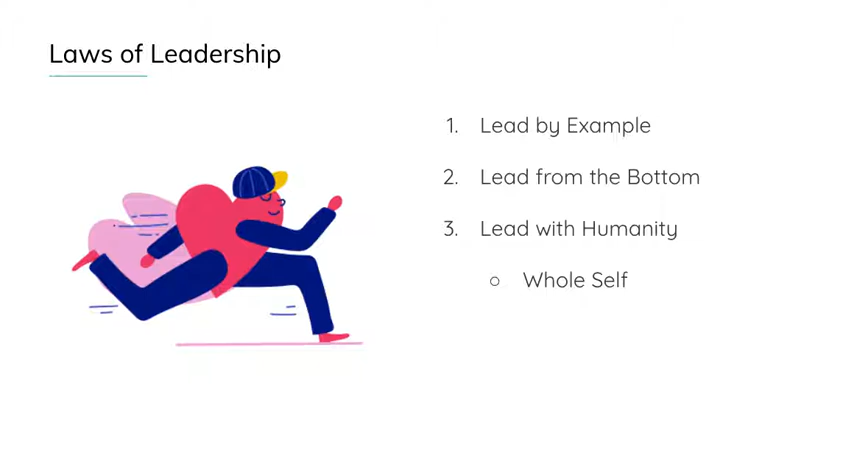 Laws of Leadership
1. Lead by Example
2. Lead from the Bottom
3. Lead with Humanity
○ Whole Self